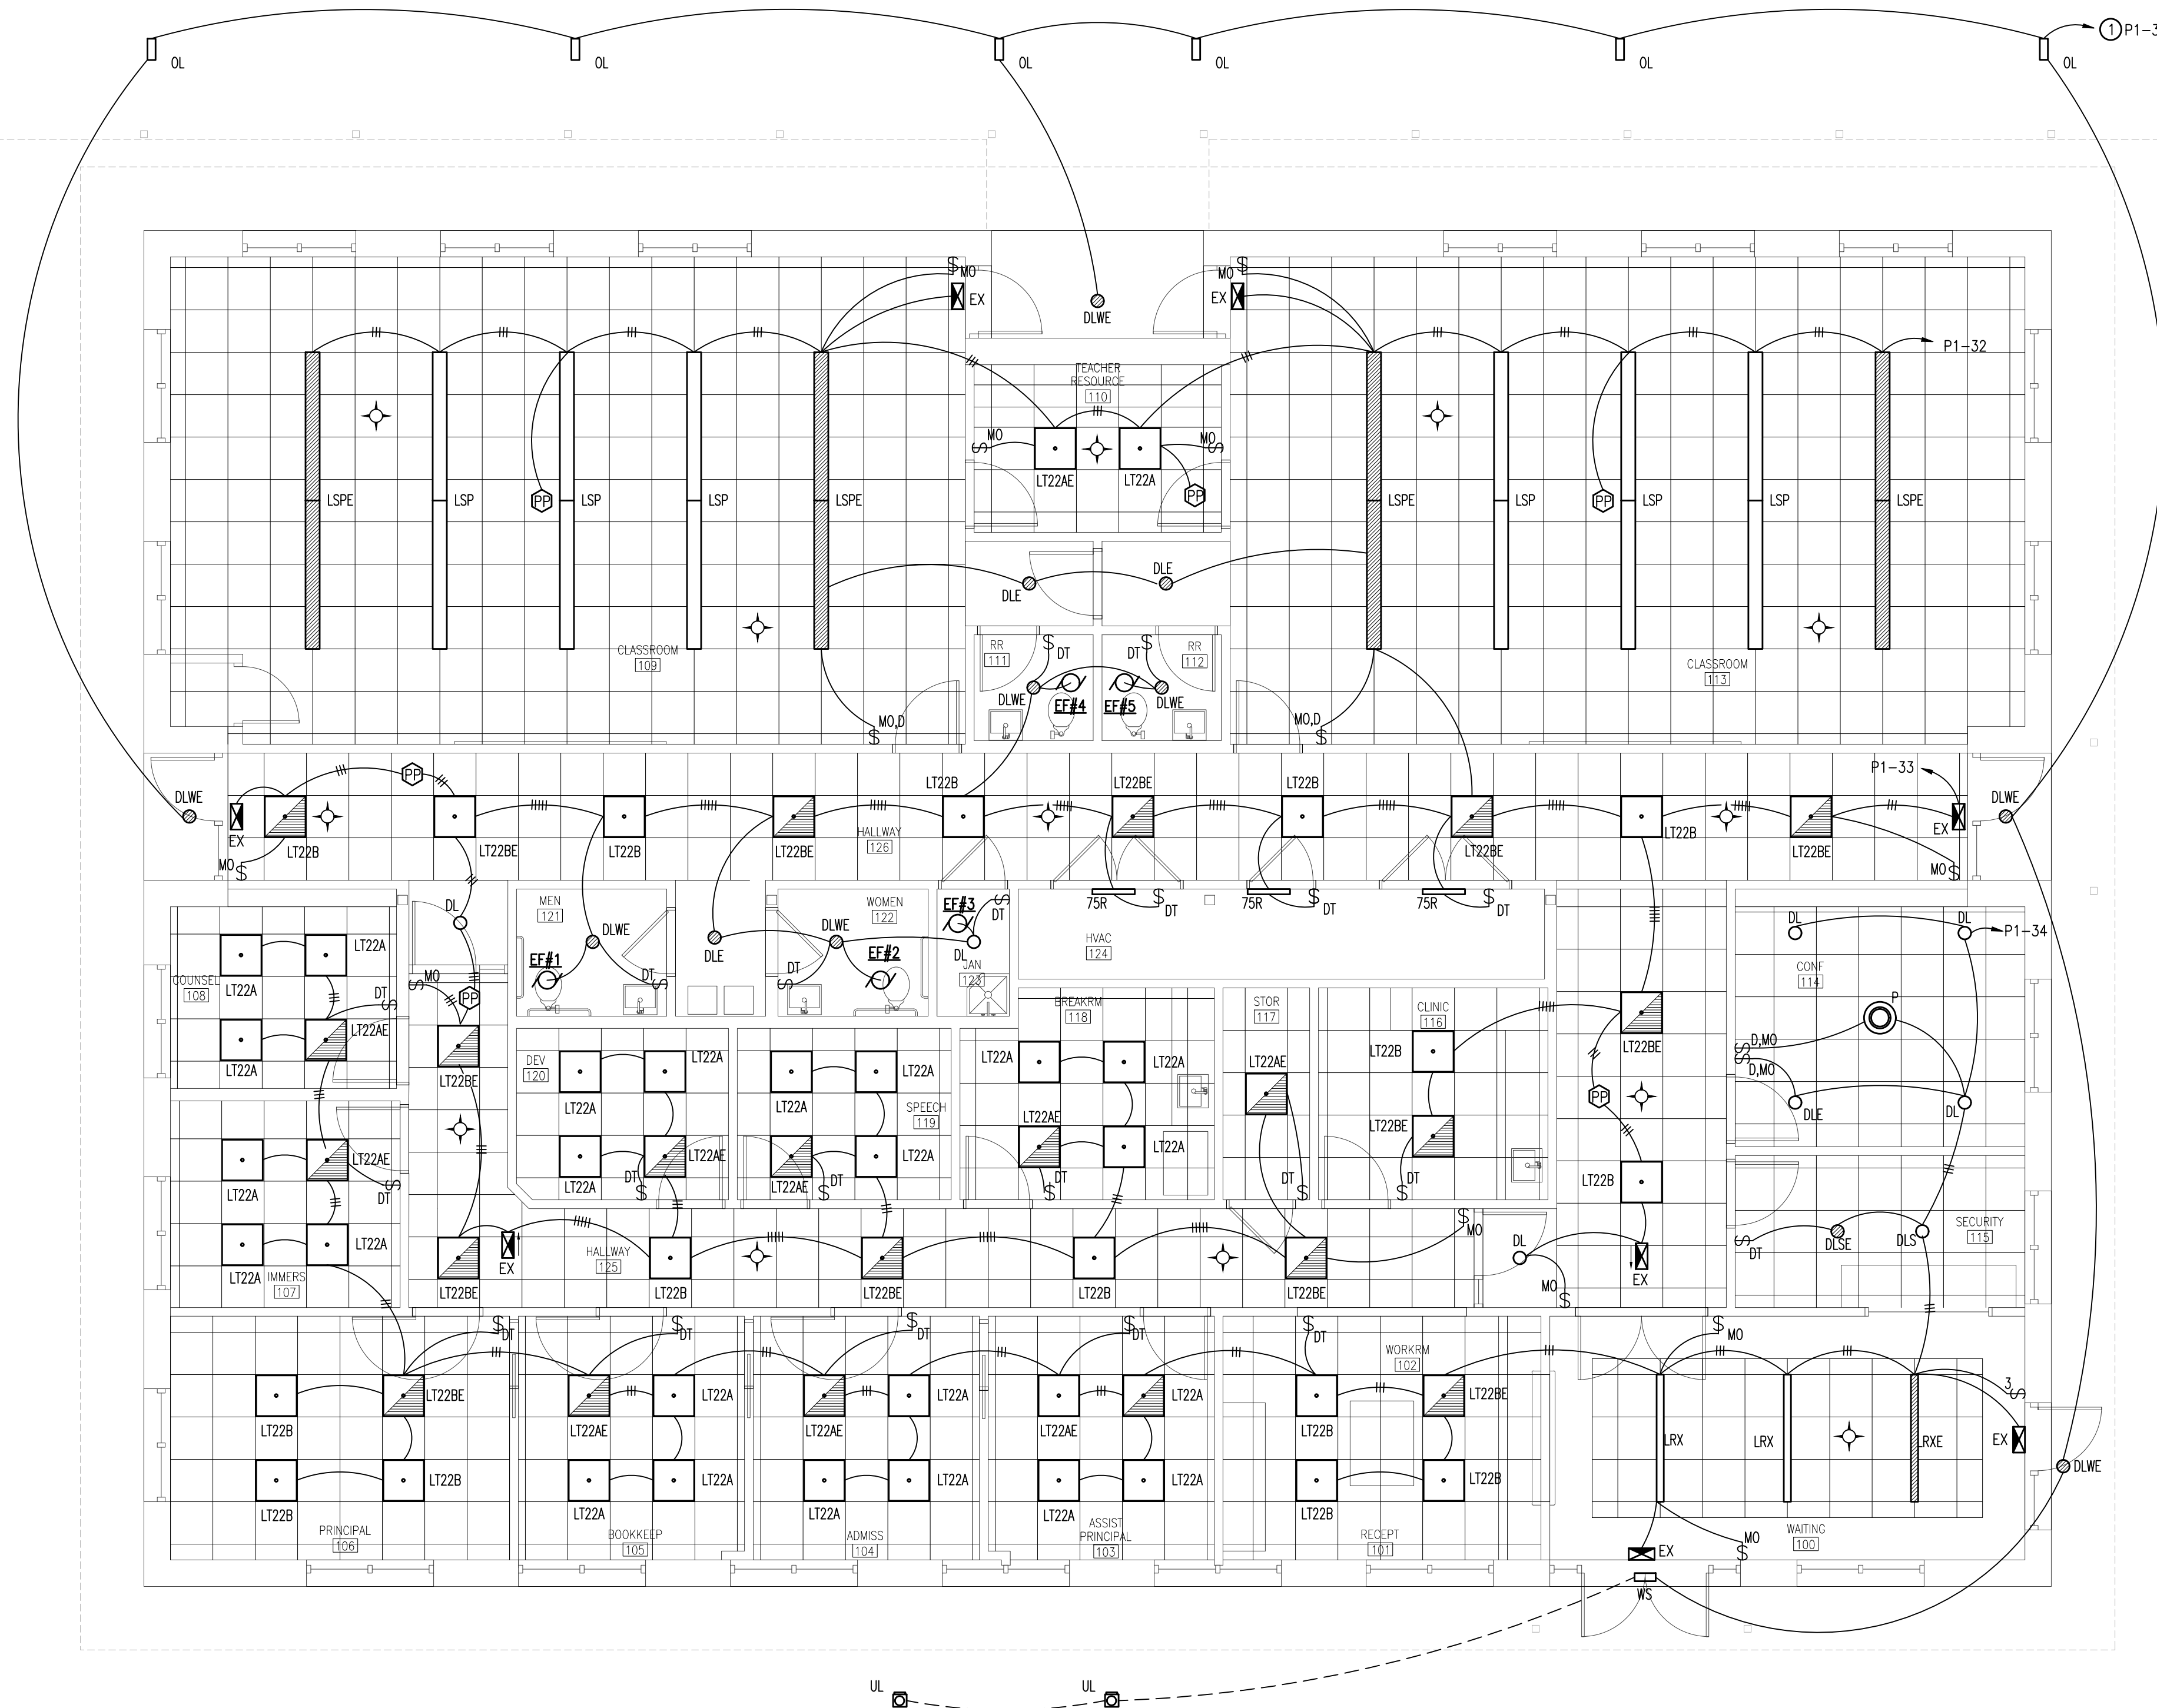 1 P1-3
OL
OL
OL
OL
OL
OL
MO
EX
DLWE
MO
EX
P1-32
TEACHER
RESOURCE
110
MO
MO
LT22AE
LT22A
PP
LSPE
LSP
PP
LSP
LSP
LSPE
LSPE
LSP
PP
LSP
LSP
LSPE
DLE
DLE
CLASSROOM
109
RR
111
DT
DT
RR
112
CLASSROOM
113
DLWE
EF#4
EF#5
DLWE
MO,D
MO,D
PP
P1-33
LT22B
LT22BE
LT22B
DLWE
DLWE
EX
LT22B
LT22BE
LT22B
LT22BE
HALLWAY
126
LT22BE
LT22B
LT22BE
EX
MO
MO
DL
MEN
121
WOMEN
122
EF#3
DT
75R
DT
75R
DT
75R
DT
DL
DL
P1-34
DLWE
DLWE
DLE
DL
JAN
123
HVAC
124
CONF
114
LT22A
COUNSEL
108
LT22A
MO
DT
PP
EF#1
DT
DT
EF#2
P
LT22AE
LT22A
LT22BE
DEV
120
LT22A
LT22A
LT22A
LT22A
SPEECH
119
BREAKRM
118
LT22A
LT22A
LT22AE
LT22A
STOR
117
LT22AE
CLINIC
116
LT22B
LT22BE
LT22BE
PP
D,MO
D,MO
DLE
DL
LT22AE
LT22A
DT
LT22AE
LT22A
DT
LT22AE
DT
LT22A
DT
DT
DT
LT22B
LT22A
LT22A
IMMERS
107
LT22BE
EX
HALLWAY
125
LT22B
LT22BE
LT22B
LT22BE
MO
DL
MO
EX
DT
DLSE
DLS
SECURITY
115
DT
DT
DT
DT
DT
WORKRM
102
MO
3
LT22B
LT22BE
LT22AE
LT22A
LT22AE
LT22A
LT22AE
LT22A
LT22B
LT22BE
LRX
LRX
LRXE
EX
LT22B
LT22B
LT22A
LT22A
LT22A
LT22A
LT22A
LT22A
LT22B
LT22B
DLWE
PRINCIPAL
106
BOOKKEEP
105
ADMISS
104
ASSIST
PRINCIPAL
103
RECPT
101
EX
MO
WAITING
100
WS
UL
UL